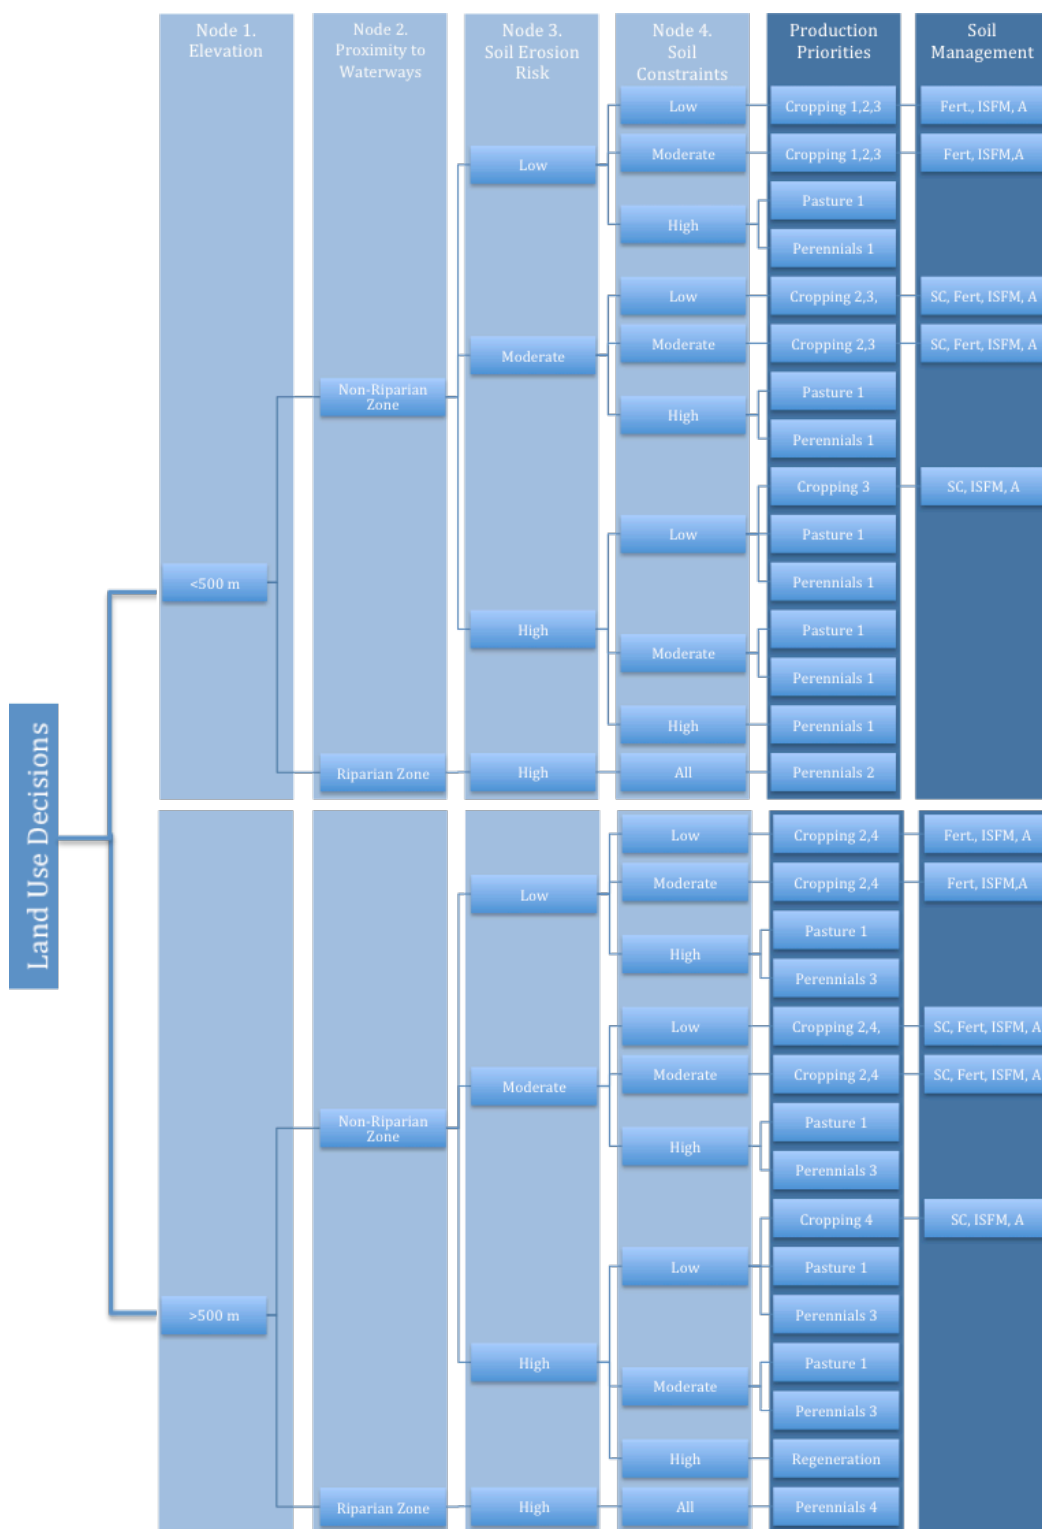 Node 1.
Elevation
Node 2.
Proximity to
Waterways
Node 3.
Soil Erosion
Risk
Node 4.
Soil
Constraints
Production
Priorities
Soil
Management
Land Use Decisions
<500 m
Non-Riparian
Zone
Low
Low
Cropping 1,2,3
Fert., ISFM, A
Moderate
Cropping 1,2,3
Fert, ISFM,A
High
Pasture 1
Perennials 1
Moderate
Low
Cropping 2,3,
SC, Fert, ISFM, A
Moderate
Cropping 2,3
SC, Fert, ISFM, A
High
Pasture 1
Perennials 1
High
Low
Cropping 3
SC, ISFM, A
Pasture 1
Perennials 1
Moderate
Pasture 1
Perennials 1
High
Perennials 1
Riparian Zone
High
All
Perennials 2
>500 m
Non-Riparian
Zone
Low
Low
Cropping 2,4
Fert., ISFM, A
Moderate
Cropping 2,4
Fert, ISFM,A
High
Pasture 1
Perennials 3
Moderate
Low
Cropping 2,4,
SC, Fert, ISFM, A
Moderate
Cropping 2,4
SC, Fert, ISFM, A
High
Pasture 1
Perennials 3
High
Low
Cropping 4
SC, ISFM, A
Pasture 1
Perennials 3
Moderate
Pasture 1
Perennials 3
High
Regeneration
Riparian Zone
High
All
Perennials 4